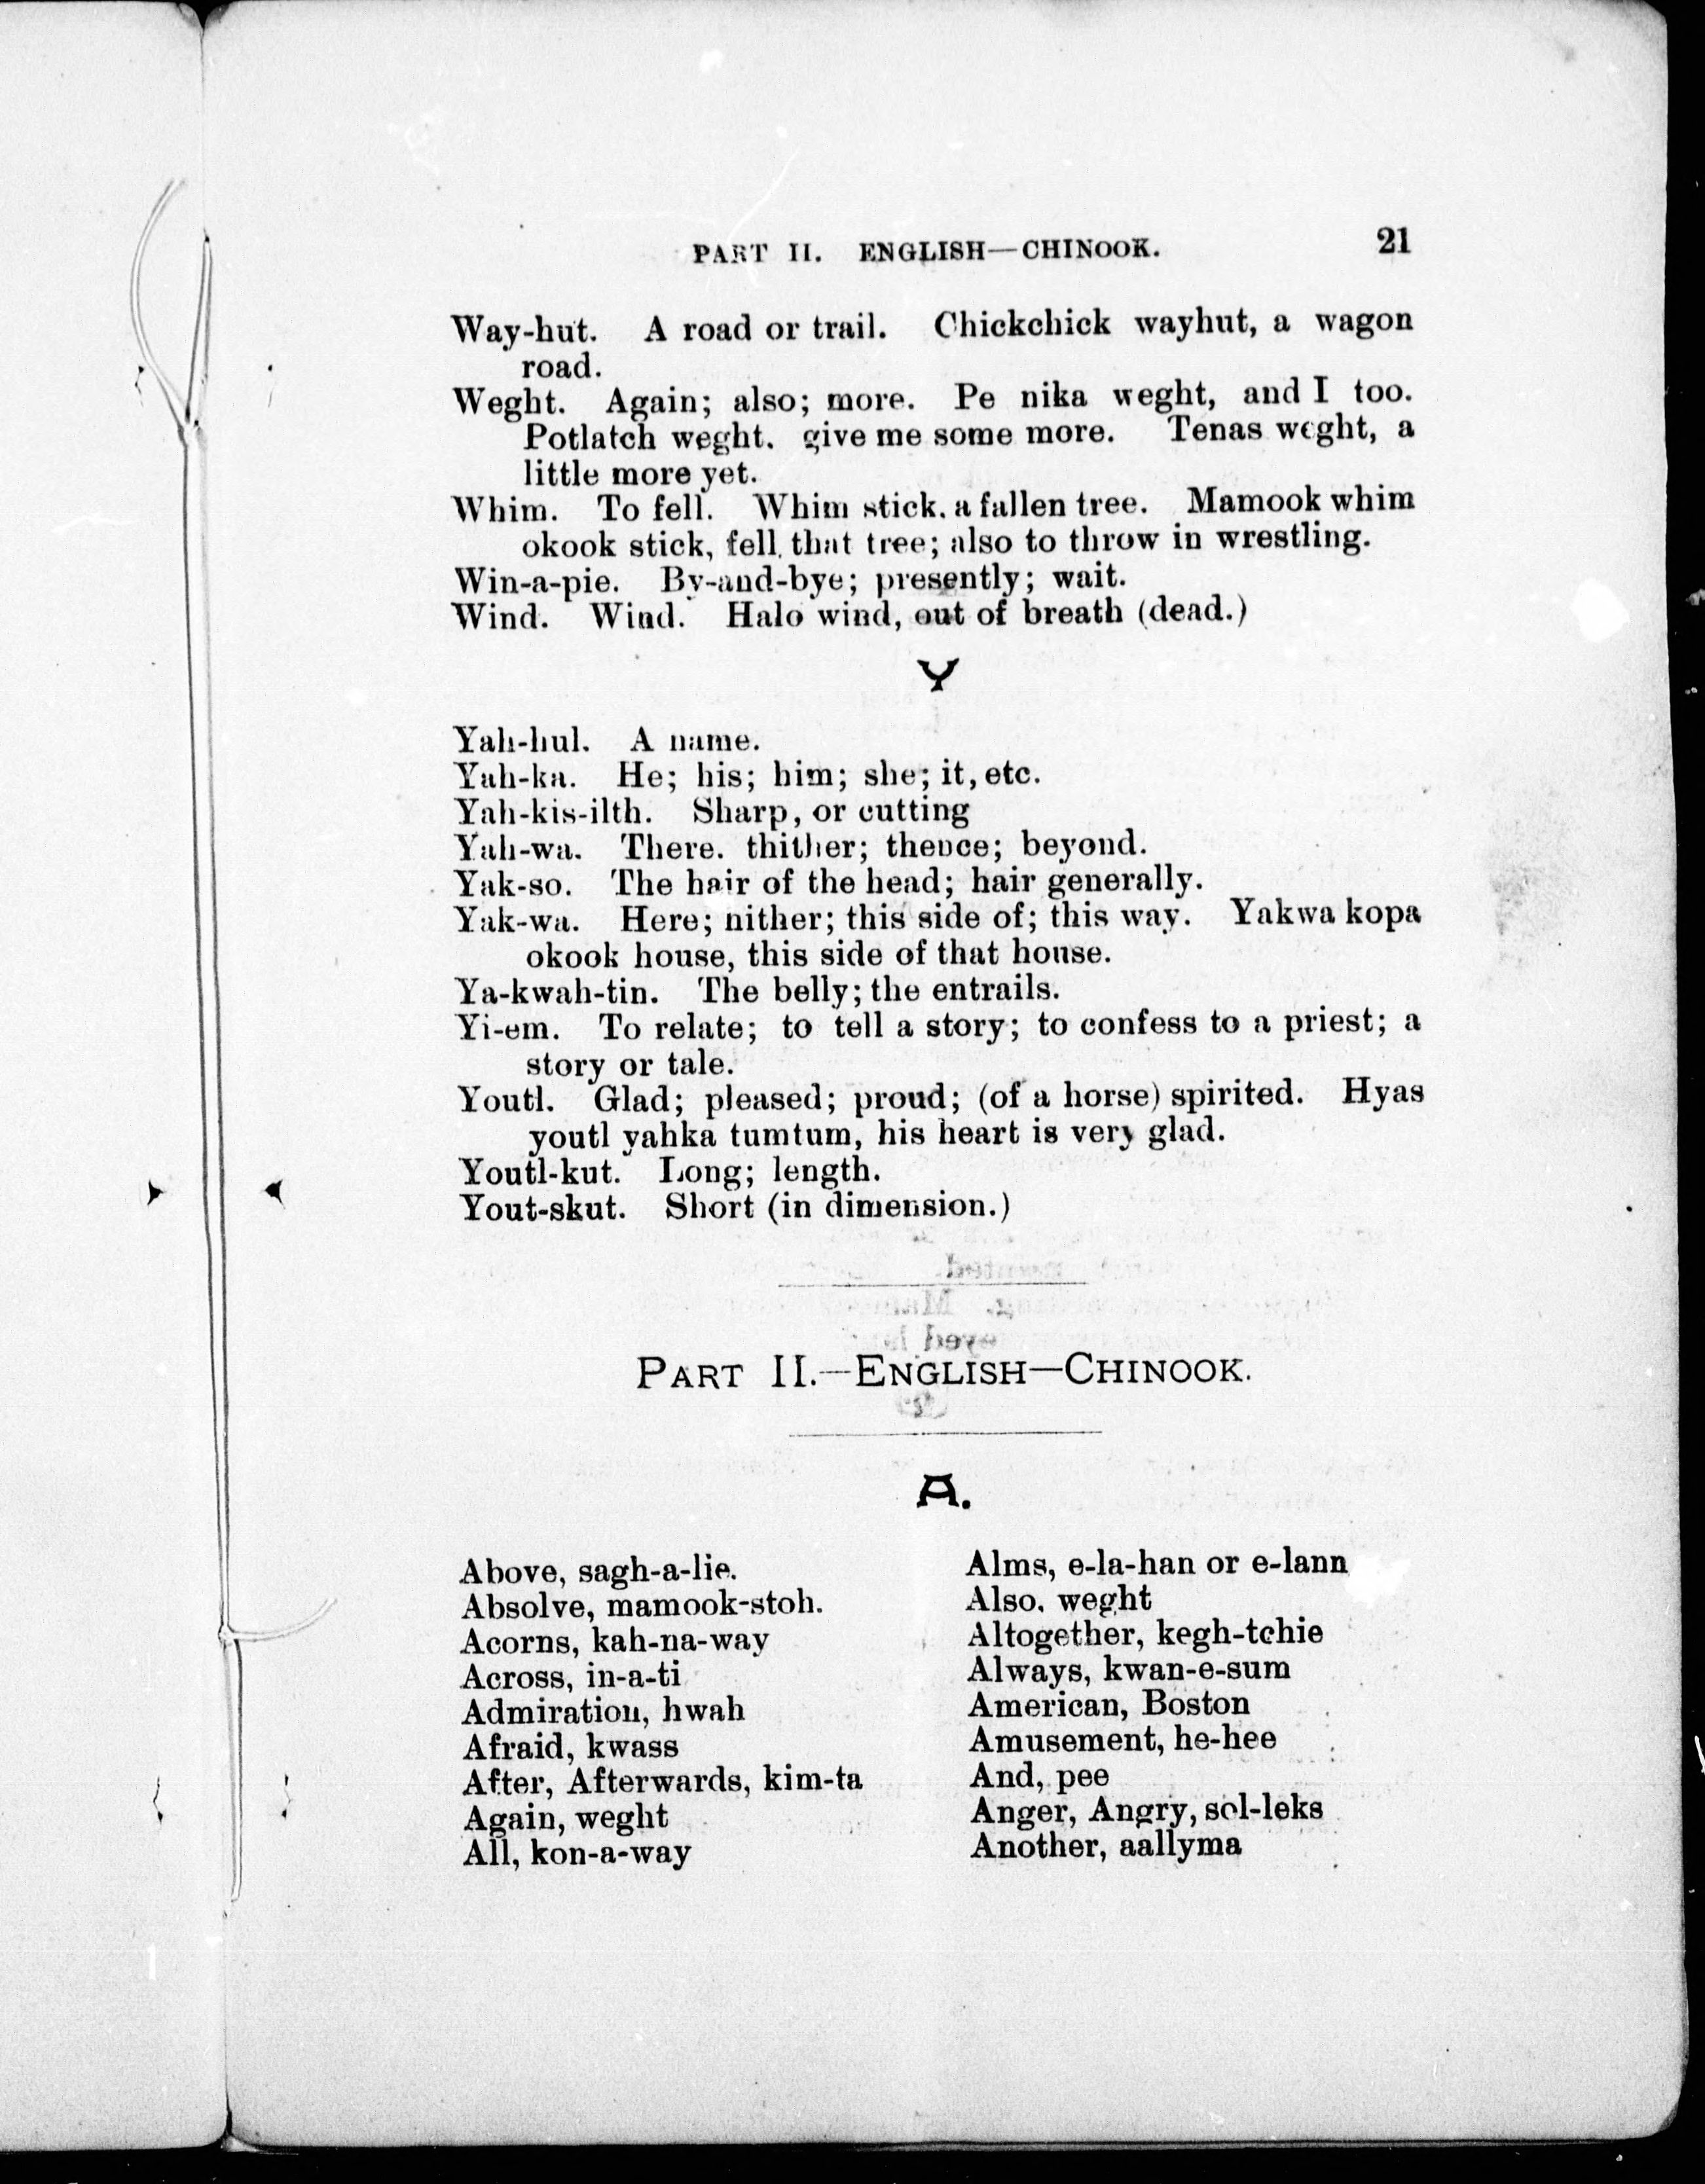 PART II. ENGLISH—CHINOOK. 21
Way-hut. A road or trail. Chickchick wayhut, a wagon
road.
Weght. Again; also; more. Pe nika weght, and I too.
Potlatch weght. give me some more. Tenas weght, a
little more yet.
Whim. To fell. Whim stick. a fallen tree. Mamook whim
okook stick, fell that tree; also to throw in wrestling.
Win-a-pie. By-and-bye; presently; wait.
Wind. Wind. Halo wind, out of breath (dead.)
Y
Yah-hul. A name.
Yah-ka. He; his; him; she; it, etc.
Yah-kis-ilth. Sharp, or cutting
Yah-wa. There. thither; thence; beyond.
Yak-so. The hair of the head; hair generally.
Yak-wa. Here; nither; this side of; this way. Yakwa kopa
okook house, this side of that house.
Ya-kwah-tin. The belly; the entrails.
Yi-em. To relate; to tell a story; to confess to a priest; a
story or tale.
Youtl. Glad; pleased; proud; (of a horse) spirited. Hyas
youtl yahka tumtum, his heart is very glad.
Youtl-kut. Long; length.
Yout-skut. Short (in dimension.)
PART II.—ENGLISH—CHINOOK.
A.
Above, sagh-a-lie.
Absolve, mamook-stoh.
Acorns, kah-na-way
Across, in-a-ti
Admiration, hwah
Afraid, kwass
After, Afterwards, kim-ta
Again, weght
All, kon-a-way
Alms, e-la-han or e-lann
Also. weght
Altogether, kegh-tchie
Always, kwan-e-sum
American, Boston
Amusement, he-hee
And, pee
Anger, Angry, sol-leks
Another, aallyma